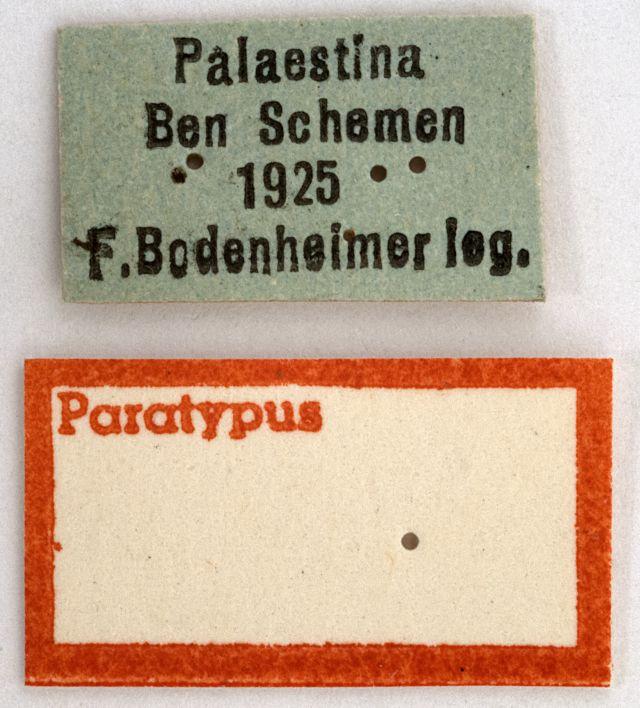 Palaestina
Ben Schemen
1925
F. Bodenheimer leg.
Paratypus